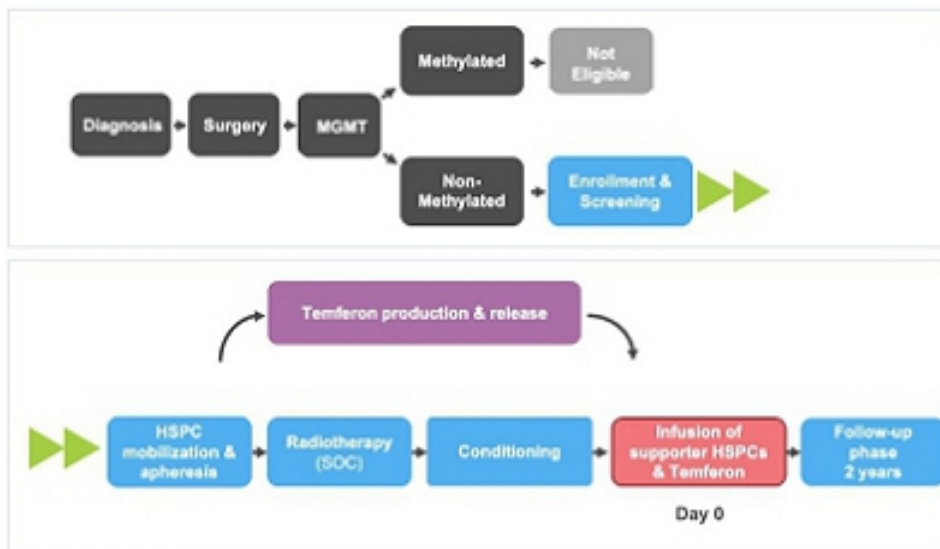 Methylated
Not
Eligible
Diagnosis
Surgery
MGMT
Non-
Methylated
Enrollment &
Screening
Temferon production & release
HSPC
mobilization &
apheresis
Radiotherapy
(SOC)
Conditioning
Infusion of
supporter HSPCs
& Temferon
Follow-up
phase
2 years
Day 0